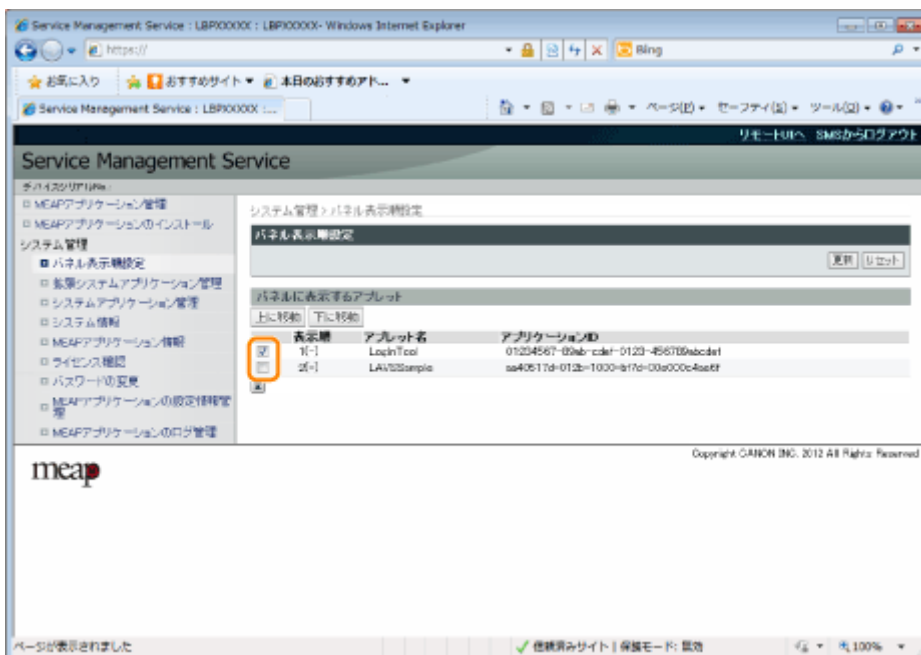 Service Management Service : LBPXXXXX : LBPXXXXX- Windows Internet Explorer
https://
Bing
お気に入り おすすめサイト 本日のおすすめアド...
Service Management Service : LBPXXXXX :...
ページ(P) セーフティ(S) ツール(O)
リモートUIへ SMSからログアウト
Service Management Service
デバイスシリアルNo.:
MEAPアプリケーション管理
MEAPアプリケーションのインストール
システム管理
パネル表示順設定
拡張システムアプリケーション管理
システムアプリケーション管理
システム情報
MEAPアプリケーション情報
ライセンス確認
パスワードの変更
MEAPアプリケーションの設定情報管理
MEAPアプリケーションのログ管理
システム管理 > パネル表示順設定
パネル表示順設定
更新 リセット
パネルに表示するアプレット
上に移動 下に移動
表示順 アプレット名 アプリケーションID
1[-] LoginTool 01234567-89ab-cdef-0123-456789abcdef
2[-] LAVSSample
Copyright CANON INC. 2012 All Rights Reserved
meap
ページが表示されました
信頼済みサイト | 保護モード: 無効
100%